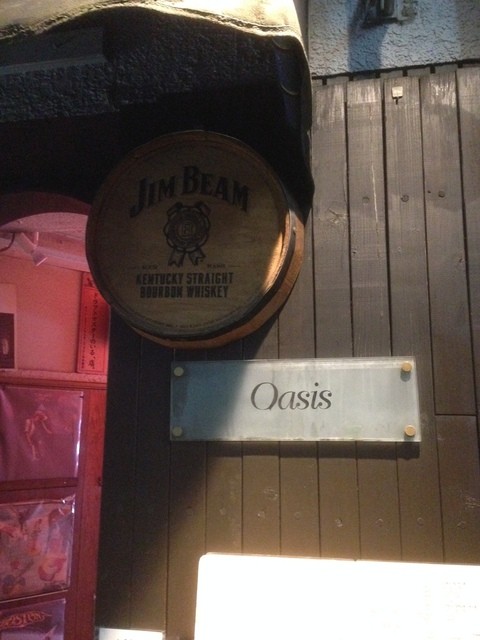 JIM BEAM
KENTUCKY STRAIGHT
BOURBON WHISKEY
Oasis